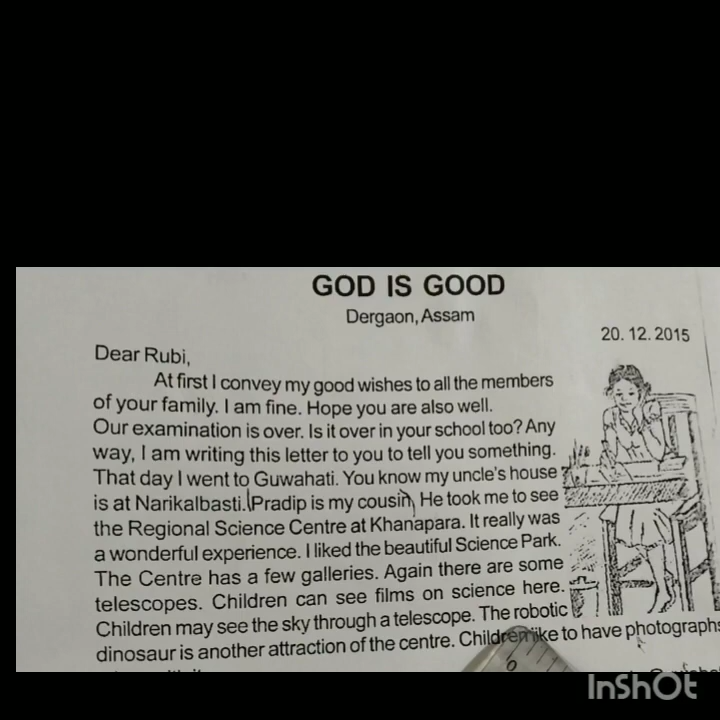 GOD IS GOOD
Dergaon, Assam
20. 12. 2015
Dear Rubi,
At first I convey my good wishes to all the members
of your family. I am fine. Hope you are also well.
Our examination is over. Is it over in your school too? Any
way, I am writing this letter to you to tell you something.
That day I went to Guwahati. You know my uncle's house
is at Narikalbasti. Pradip is my cousin, He took me to see
the Regional Science Centre at Khanapara. It really was
a wonderful experience. I liked the beautiful Science Park.
The Centre has a few galleries. Again there are some
telescopes. Children can see films on science here.
Children may see the sky through a telescope. The robotic
dinosaur is another attraction of the centre. Children like to have photographs
6
InShOt